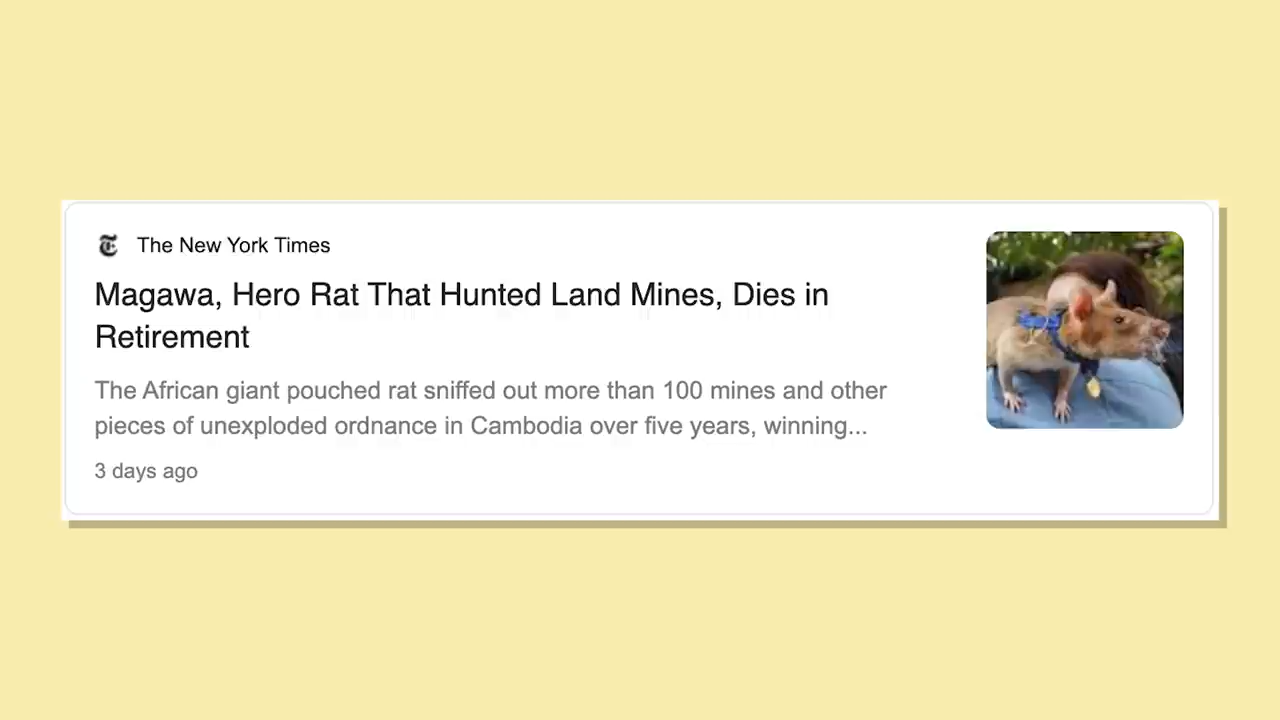 The New York Times
Magawa, Hero Rat That Hunted Land Mines, Dies in
Retirement
The African giant pouched rat sniffed out more than 100 mines and other
pieces of unexploded ordnance in Cambodia over five years, winning...
3 days ago